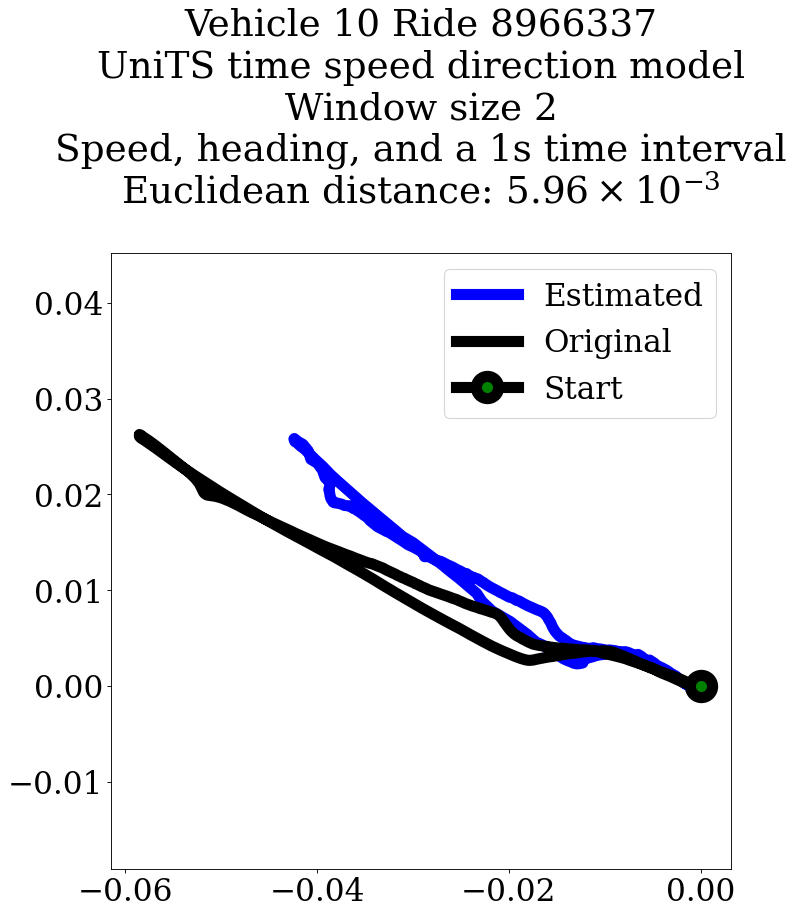 Vehicle 10 Ride 8966337
UniTS time speed direction model
Window size 2
Speed, heading, and a 1s time interval
Euclidean distance: 5.96 × 10⁻³
Estimated
Original
Start
0.04
0.03
0.02
0.01
0.00
−0.01
−0.06
−0.04
−0.02
0.00